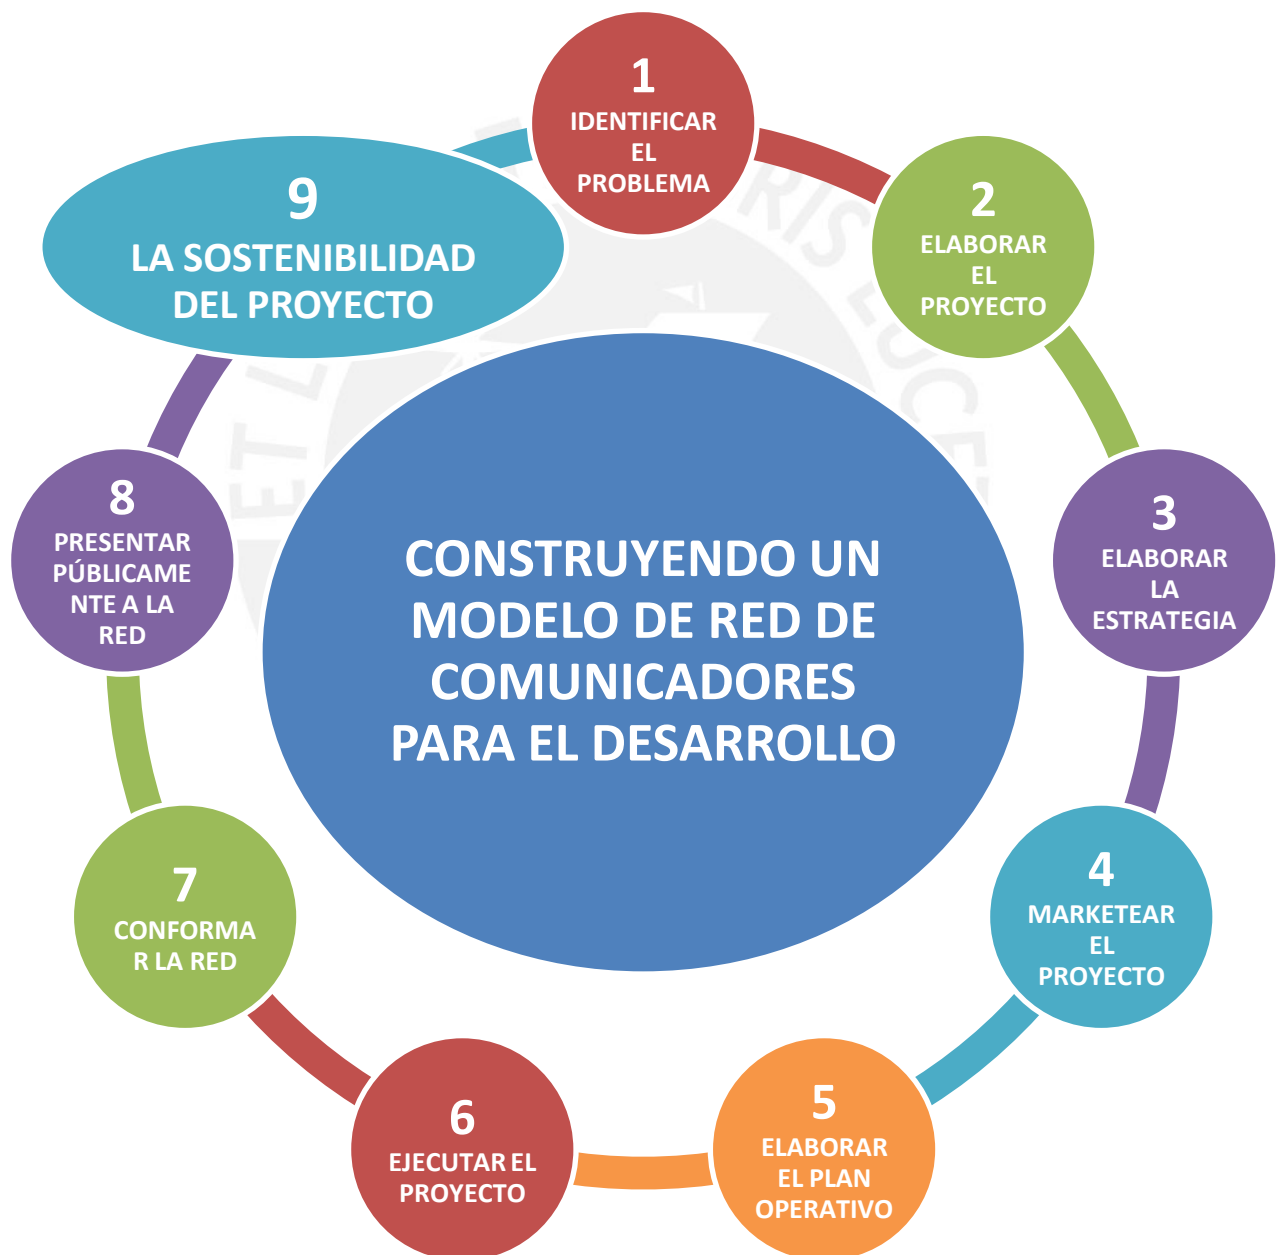 1
IDENTIFICAR
EL
PROBLEMA
2
ELABORAR
EL
PROYECTO
3
ELABORAR
LA
ESTRATEGIA
4
MARKETEAR
EL
PROYECTO
5
ELABORAR
EL PLAN
OPERATIVO
6
EJECUTAR EL
PROYECTO
7
CONFORMA
R LA RED
8
PRESENTAR
PÚBLICAME
NTE A LA
RED
9
LA SOSTENIBILIDAD
DEL PROYECTO
CONSTRUYENDO UN
MODELO DE RED DE
COMUNICADORES
PARA EL DESARROLLO
ET